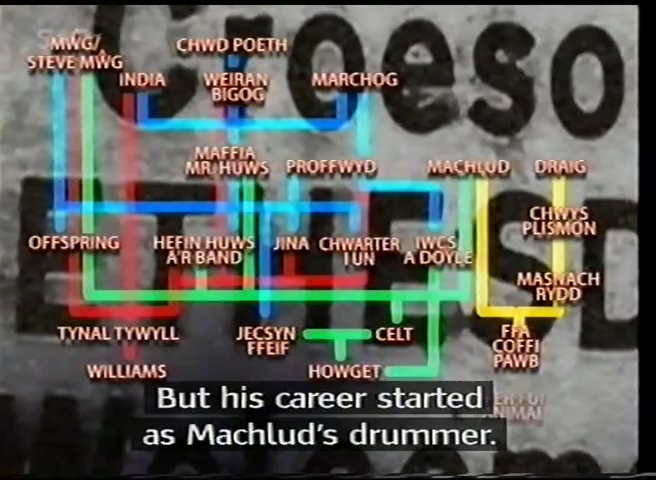 Croeso
MWG/
STEVE MWG
CHWD POETH
INDIA
WEIRAN
BIGOG
MARCHOG
MAFFIA
MR. HUWS
PROFFWYD
MACHLUD
DRAIG
CHWYS
PLISMON
OFFSPRING
HEFIN HUWS
A'R BAND
JINA
CHWARTER
I UN
IWCS
A DOYLE
MASNACH
RYDD
TYNAL TYWYLL
JECSYN
FFEIF
CELT
FFA
COFFI
PAWB
WILLIAMS
HOWGET
But his career started
as Machlud's drummer.